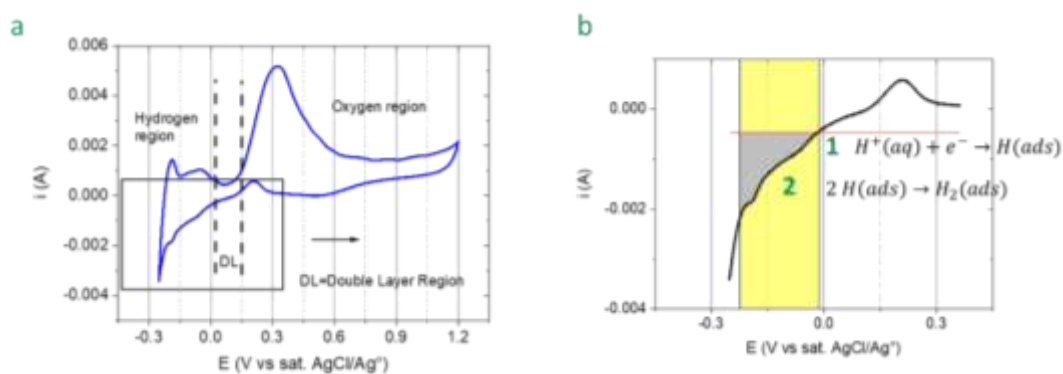 a
0.006
0.004
0.002
0.000
-0.002
-0.004
i (A)
Hydrogen
region
Oxygen region
DL
DL=Double Layer Region
-0.3
0.0
0.3
0.6
0.9
1.2
E (V vs sat. AgCl/Ag°)
b
0.000
-0.002
-0.004
i (A)
1 H⁺(aq) + e⁻ → H(ads)
2
2 H(ads) → H₂(ads)
-0.3
0.0
0.3
E (V vs sat. AgCl/Ag°)